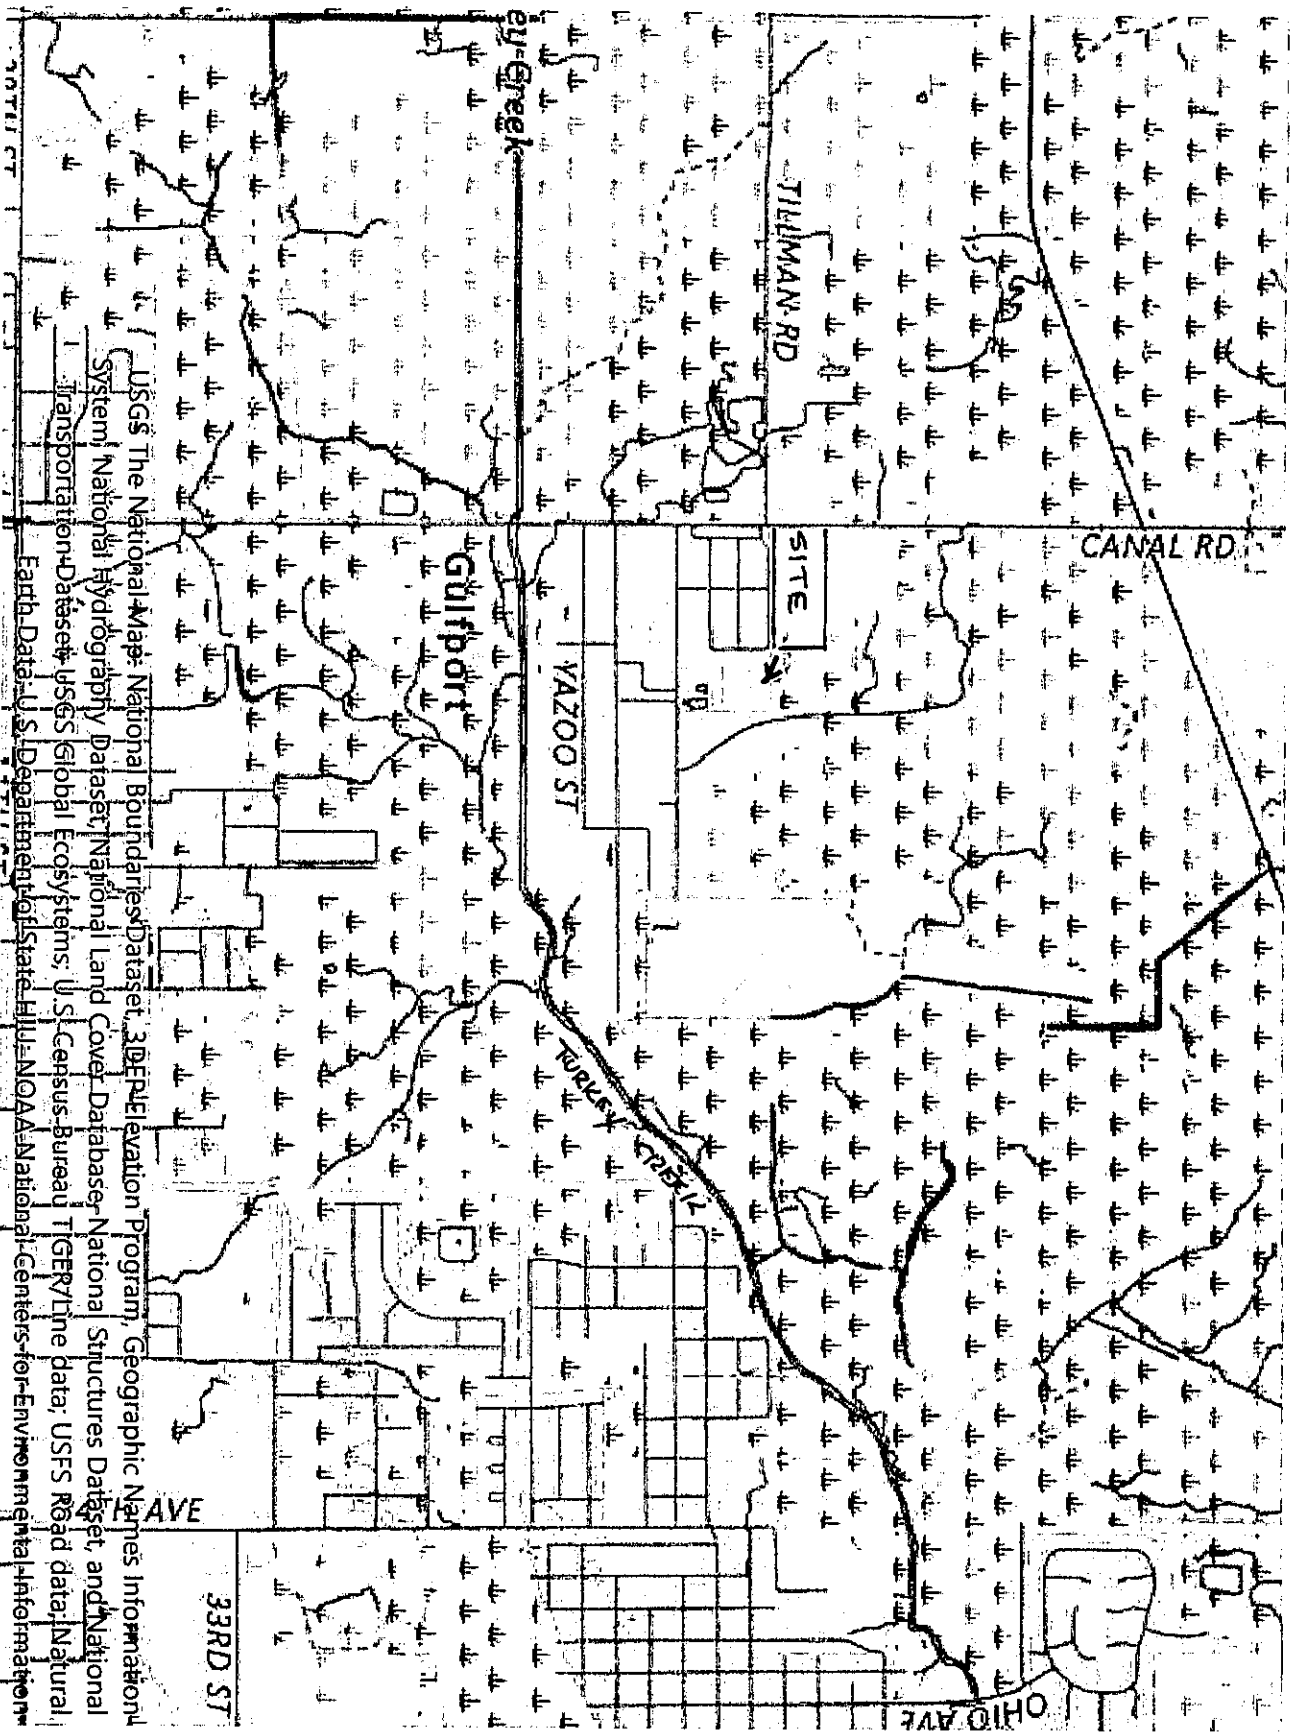 ey Creek
TILLMAN RD
CANAL RD
SITE
Gulfport
YAZOO ST
TURKEY CREEK
OHIO AVE
33RD ST
H AVE
USGS The National Map: National Boundaries Dataset, 3DEP Elevation Program, Geographic Names Information
System, National Hydrography Dataset, National Land Cover Database, National Structures Dataset, and National
Transportation Dataset; USGS Global Ecosystems; U.S. Census Bureau TIGER/Line data; USFS Road data; Natural
Earth Data; U.S. Department of State HIU; NOAA National Centers for Environmental Information